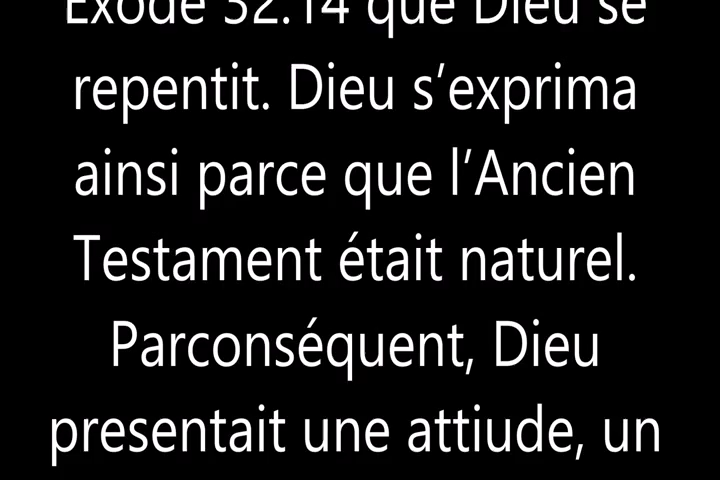 Exode 32.14 que Dieu se
repentit. Dieu s’exprima
ainsi parce que l’Ancien
Testament était naturel.
Parconséquent, Dieu
presentait une attiude, un